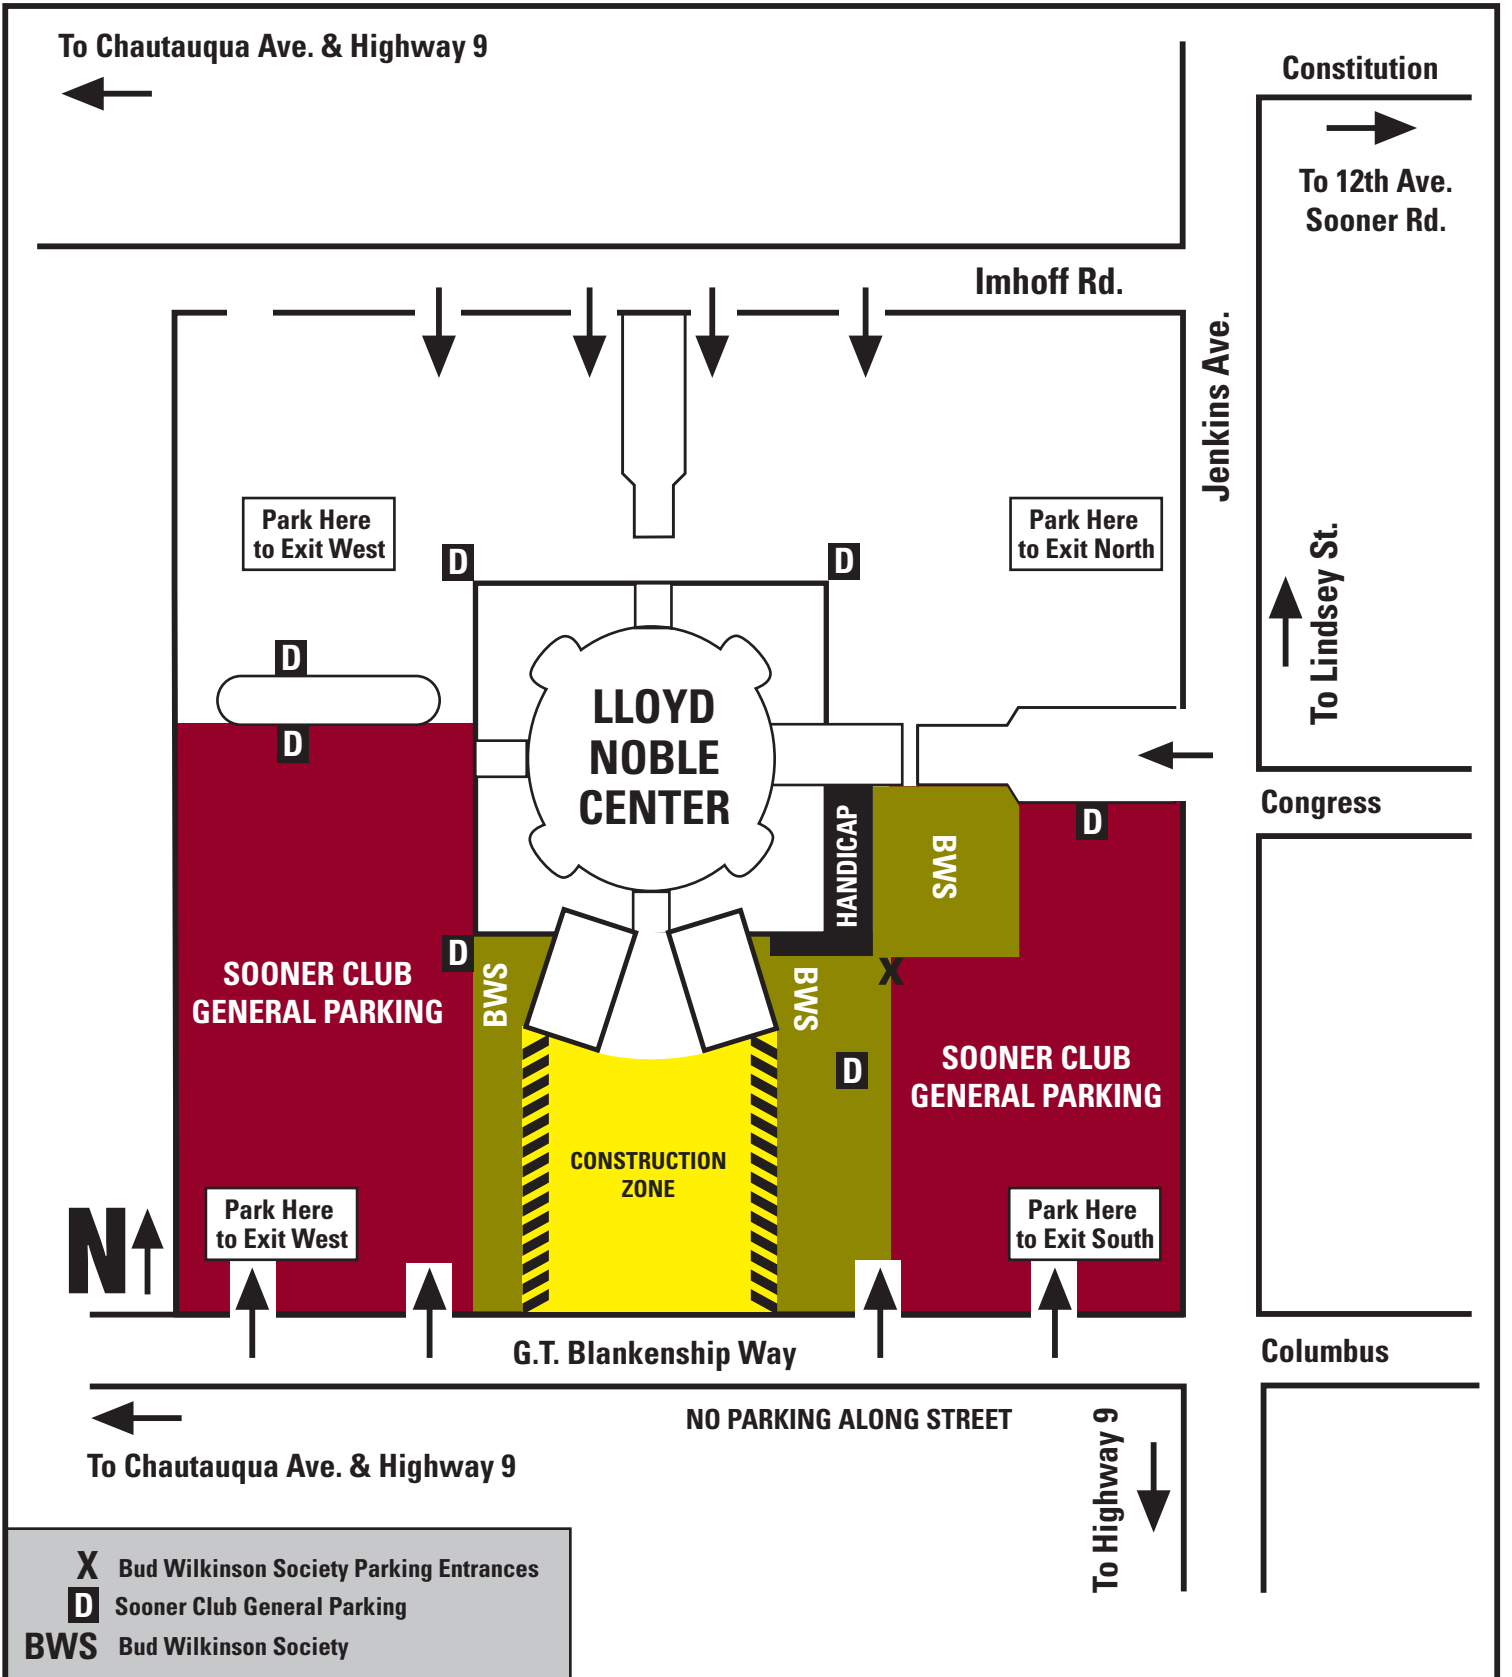 To Chautauqua Ave. & Highway 9
Constitution
To 12th Ave.
Sooner Rd.
Imhoff Rd.
Jenkins Ave.
Park Here
to Exit West
Park Here
to Exit North
D
D
To Lindsey St.
D
D
LLOYD
NOBLE
CENTER
Congress
HANDICAP
BWS
D
D
SOONER CLUB
GENERAL PARKING
BWS
BWS
X
D
SOONER CLUB
GENERAL PARKING
CONSTRUCTION
ZONE
N
Park Here
to Exit West
Park Here
to Exit South
G.T. Blankenship Way
Columbus
NO PARKING ALONG STREET
To Chautauqua Ave. & Highway 9
To Highway 9
X Bud Wilkinson Society Parking Entrances
D Sooner Club General Parking
BWS Bud Wilkinson Society